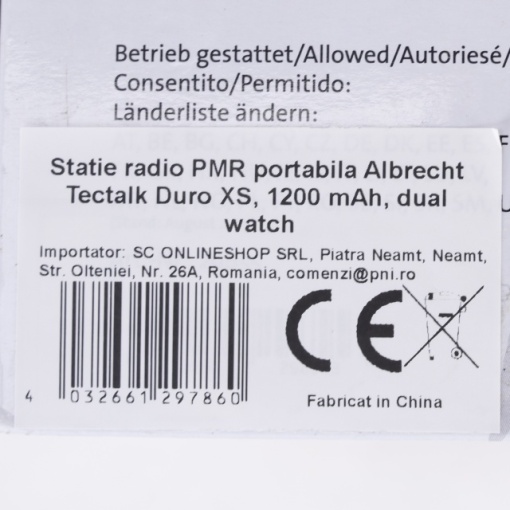 Betrieb gestattet/Allowed/Autoriesé/
Consentito/Permitido:
Länderliste ändern:
Statie radio PMR portabila Albrecht
Tectalk Duro XS, 1200 mAh, dual
watch
Importator: SC ONLINESHOP SRL, Piatra Neamt, Neamt,
Str. Olteniei, Nr. 26A, Romania, comenzi@pni.ro
CE
4 032661 297860
Fabricat in China